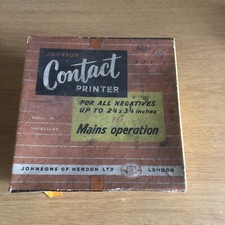 JOHNSON
Contact
PRINTER
FOR ALL NEGATIVES
UP TO 2¼ x 3¼ inches
Mains operation
JOHNSONS OF HENDON LTD LONDON